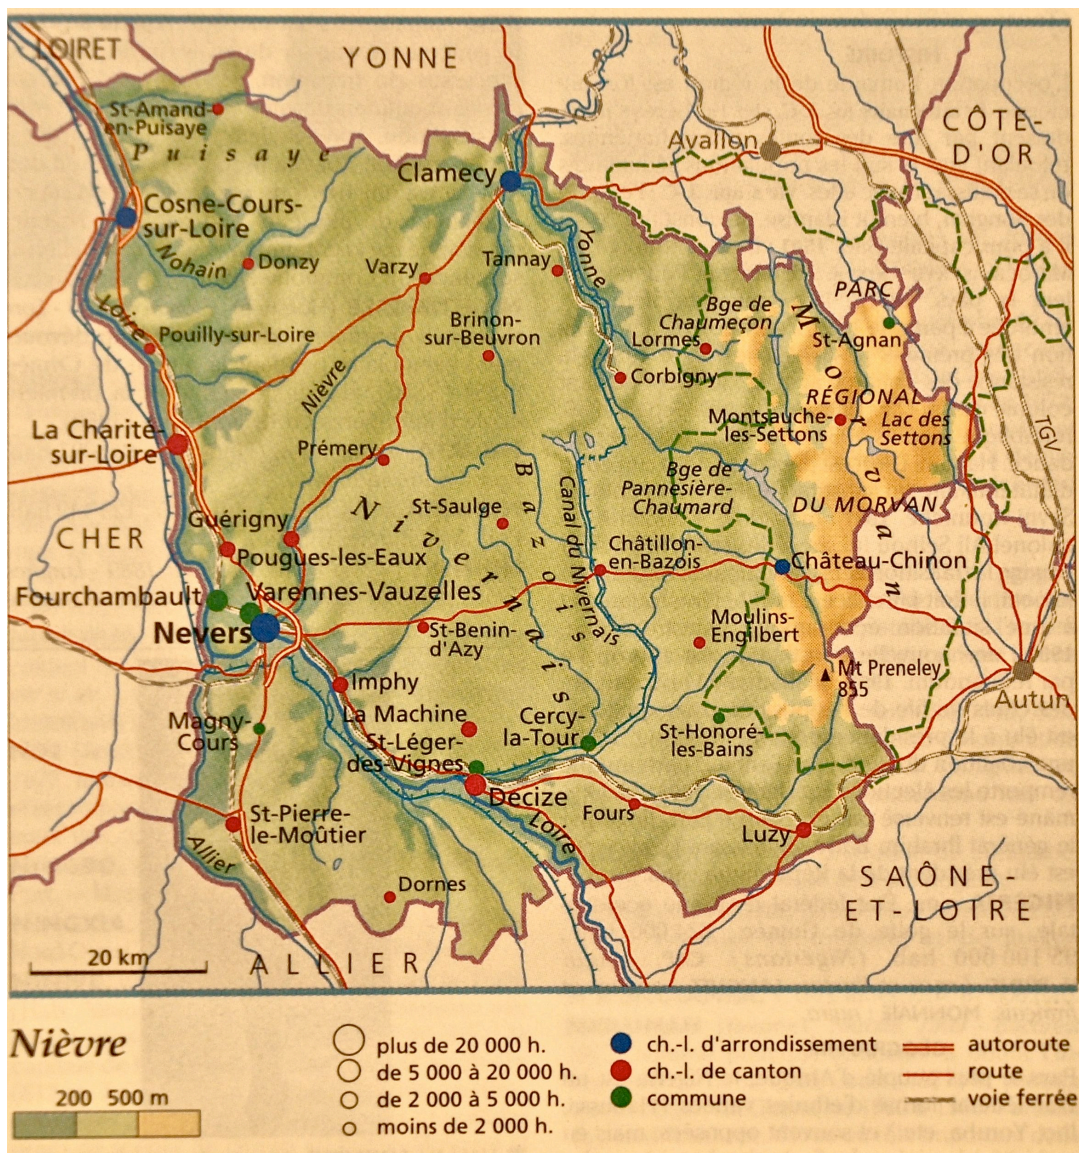 LOIRET
YONNE
CÔTE-
D'OR
St-Amand-
en-Puisaye
Puisaye
Avallon
Clamecy
Cosne-Cours-
sur-Loire
Nohain
Donzy
Varzy
Tannay
Yonne
PARC
Loire
Pouilly-sur-Loire
Brinon-
sur-Beuvron
Bge de
Chaumeçon
Lormes
St-Agnan
Morvan
Nièvre
Corbigny
RÉGIONAL
Montsauche-
les-Settons
Lac des
Settons
TGV
La Charité-
sur-Loire
Prémery
Bazois
Canal du Nivernais
Bge de
Pannesière-
Chaumard
DU MORVAN
Nivernais
St-Saulge
CHER
Guérigny
Pougues-les-Eaux
Châtillon-
en-Bazois
Château-Chinon
Fourchambault
Varennes-Vauzelles
Nevers
St-Benin-
d'Azy
Moulins-
Engilbert
Imphy
Mt Preneley
855
Autun
Magny-
Cours
La Machine
Cercy-
la-Tour
St-Honoré-
les-Bains
St-Léger-
des-Vignes
Decize
Fours
Luzy
St-Pierre-
le-Moûtier
Loire
Allier
Dornes
SAÔNE-
ET-LOIRE
20 km
ALLIER
Nièvre
200 500 m
plus de 20 000 h.
de 5 000 à 20 000 h.
de 2 000 à 5 000 h.
moins de 2 000 h.
ch.-l. d'arrondissement
ch.-l. de canton
commune
autoroute
route
voie ferrée